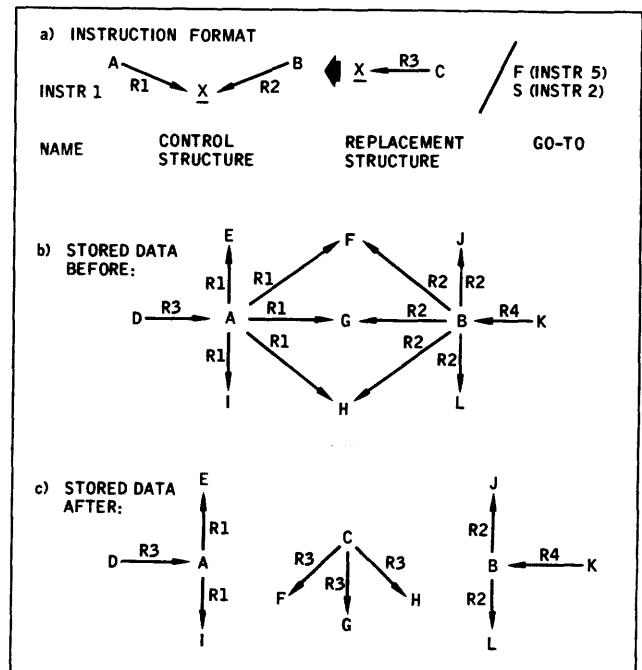 a) INSTRUCTION FORMAT
A B X R3 C
R1 R2
INSTR 1 X F (INSTR 5)
S (INSTR 2)
NAME CONTROL STRUCTURE REPLACEMENT STRUCTURE GO-TO
b) STORED DATA BEFORE:
E F J
R1 R1 R2 R2
D R3 A R1 G R2 B R4 K
R1 R1 R2 R2
I H L
c) STORED DATA AFTER:
E J
R1 C R2
D R3 A R3 R3 R3 B R4 K
R1 F H R2
I G L